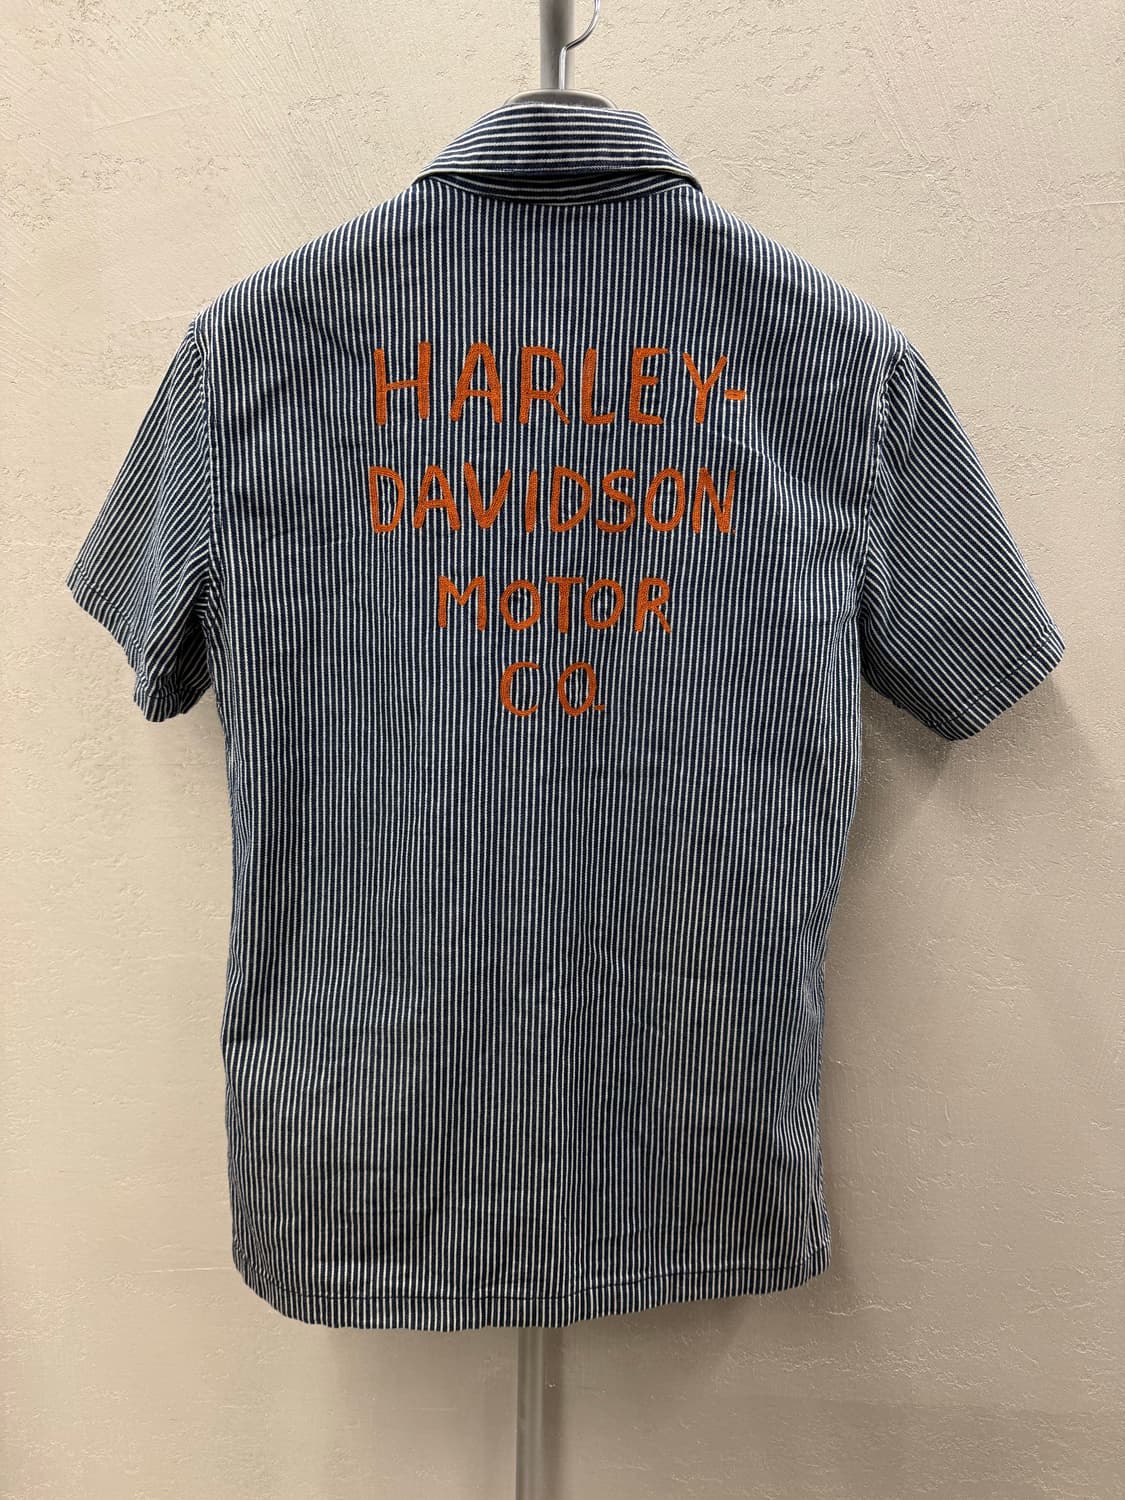 HARLEY-
DAVIDSON
MOTOR
CO.